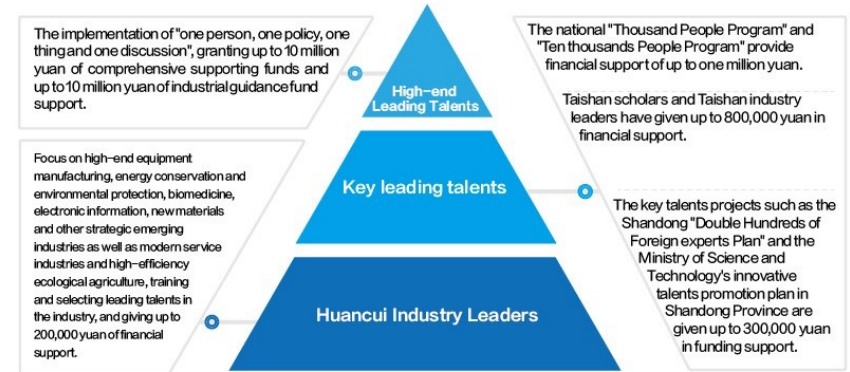 The implementation of "one person, one policy, one
thing and one discussion", granting up to 10 million
yuan of comprehensive supporting funds and
up to 10 million yuan of industrial guidance fund
support.
High-end
Leading Talents
The national "Thousand People Program" and
"Ten thousands People Program" provide
financial support of up to one million yuan.
Taishan scholars and Taishan industry
leaders have given up to 800,000 yuan in
financial support.
Key leading talents
The key talents projects such as the
Shandong "Double Hundreds of
Foreign experts Plan" and the
Ministry of Science and
Technology's innovative
talents promotion plan in
Shandong Province are
given up to 300,000 yuan
in funding support.
Focus on high-end equipment
manufacturing, energy conservation and
environmental protection, biomedicine,
electronic information, new materials
and other strategic emerging
industries as well as modern service
industries and high-efficiency
ecological agriculture, training
and selecting leading talents in
the industry, and giving up to
200,000 yuan of financial
support.
Huancui Industry Leaders